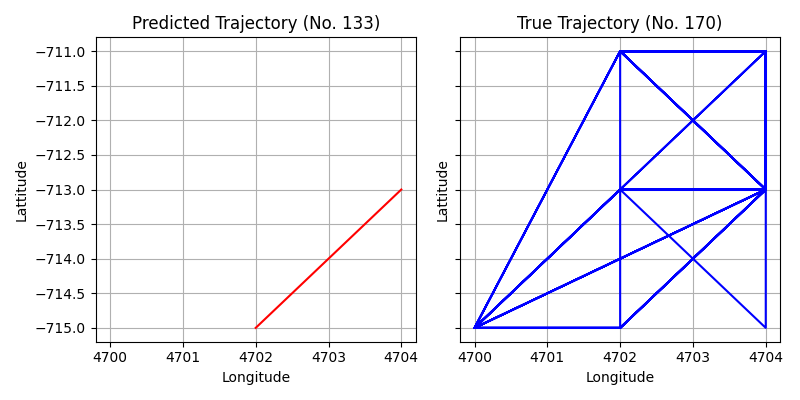 Predicted Trajectory (No. 133)
True Trajectory (No. 170)
−711.0
−711.5
−712.0
−712.5
−713.0
−713.5
−714.0
−714.5
−715.0
Lattitude
Lattitude
4700 4701 4702 4703 4704
4700 4701 4702 4703 4704
Longitude
Longitude